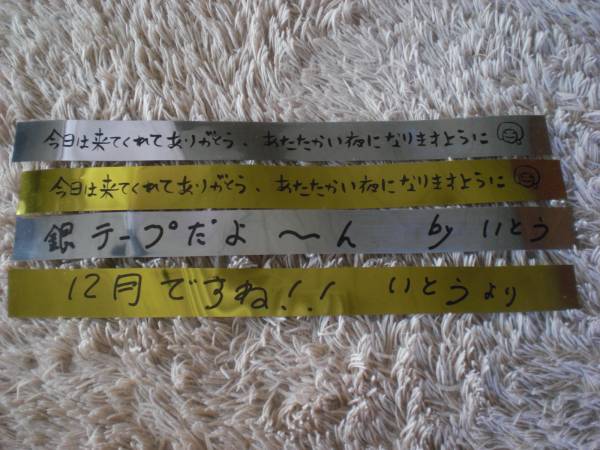 今日は来てくれてありがとう、あたたかい夜になりますように
今日は来てくれてありがとう、あたたかい夜になりますように
銀テープだよ〜ん by いとう
12月ですね!! いとうより